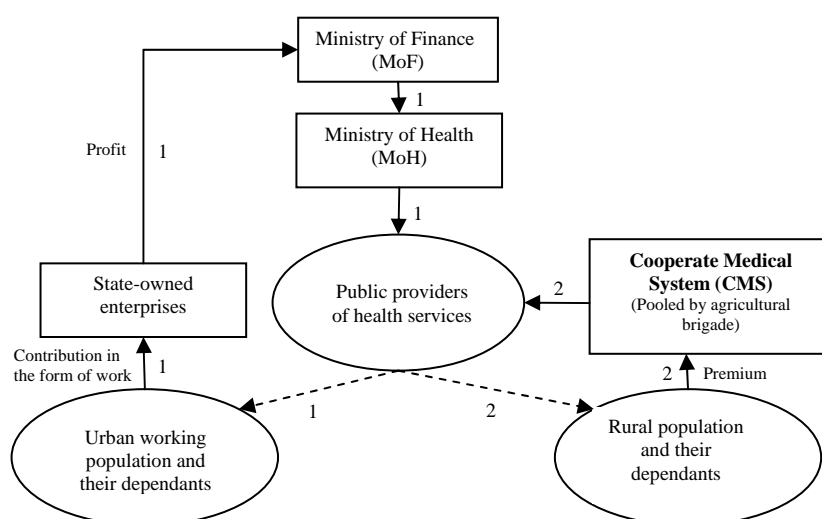 Ministry of Finance
(MoF)
1
Ministry of Health
(MoH)
Profit
1
1
State-owned
enterprises
Public providers
of health services
2
Cooperate Medical
System (CMS)
(Pooled by agricultural
brigade)
Contribution in
the form of work
1
2
Premium
1
2
Urban working
population and
their dependants
Rural population
and their
dependants